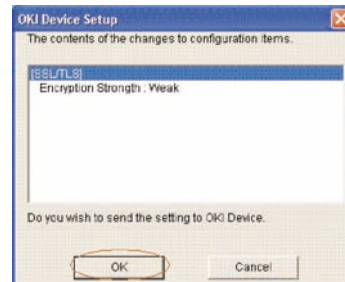 OKI Device Setup
The contents of the changes to configuration items.
[SSL/TLS]
Encryption Strength : Weak
Do you wish to send the setting to OKI Device.
OK
Cancel